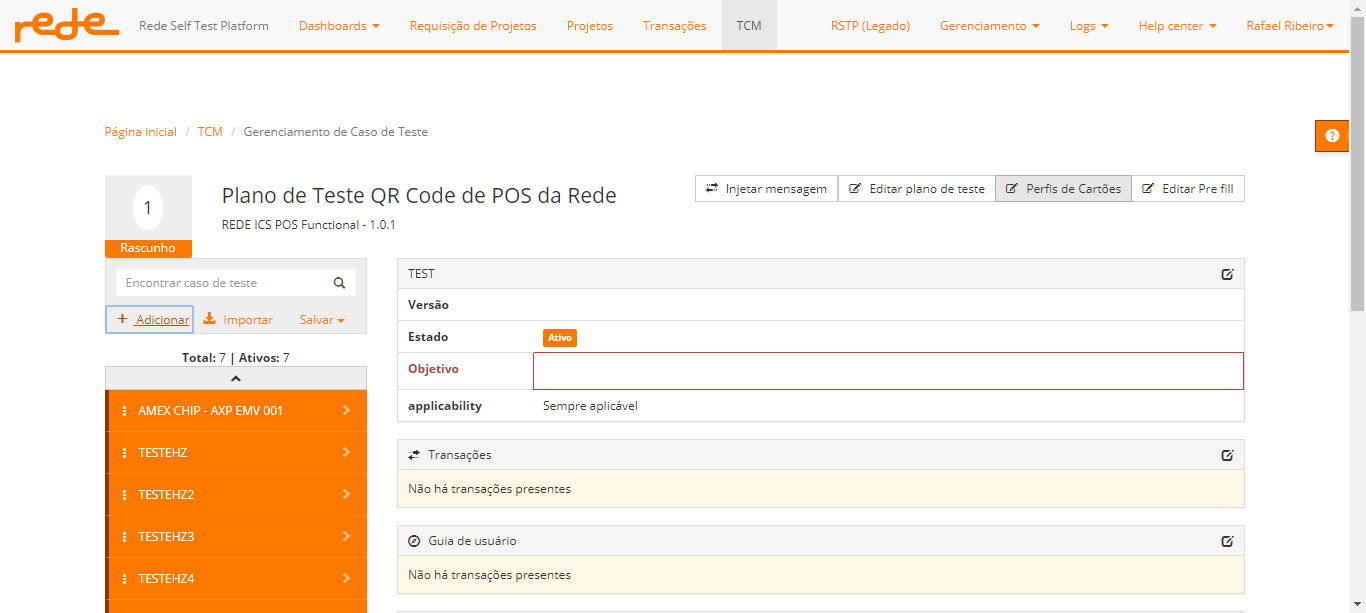 rede Rede Self Test Platform Dashboards Requisição de Projetos Projetos Transações TCM RSTP (Legado) Gerenciamento Logs Help center Rafael Ribeiro
Página inicial / TCM / Gerenciamento de Caso de Teste
?
1
Rascunho
Plano de Teste QR Code de POS da Rede
REDE ICS POS Functional - 1.0.1
Injetar mensagem Editar plano de teste Perfis de Cartões Editar Pre fill
Encontrar caso de teste
+ Adicionar Importar Salvar
Total: 7 | Ativos: 7
AMEX CHIP - AXP EMV 001
TESTEHZ
TESTEHZ2
TESTEHZ3
TESTEHZ4
TEST
Versão
Estado Ativo
Objetivo
applicability Sempre aplicável
Transações
Não há transações presentes
Guia de usuário
Não há transações presentes